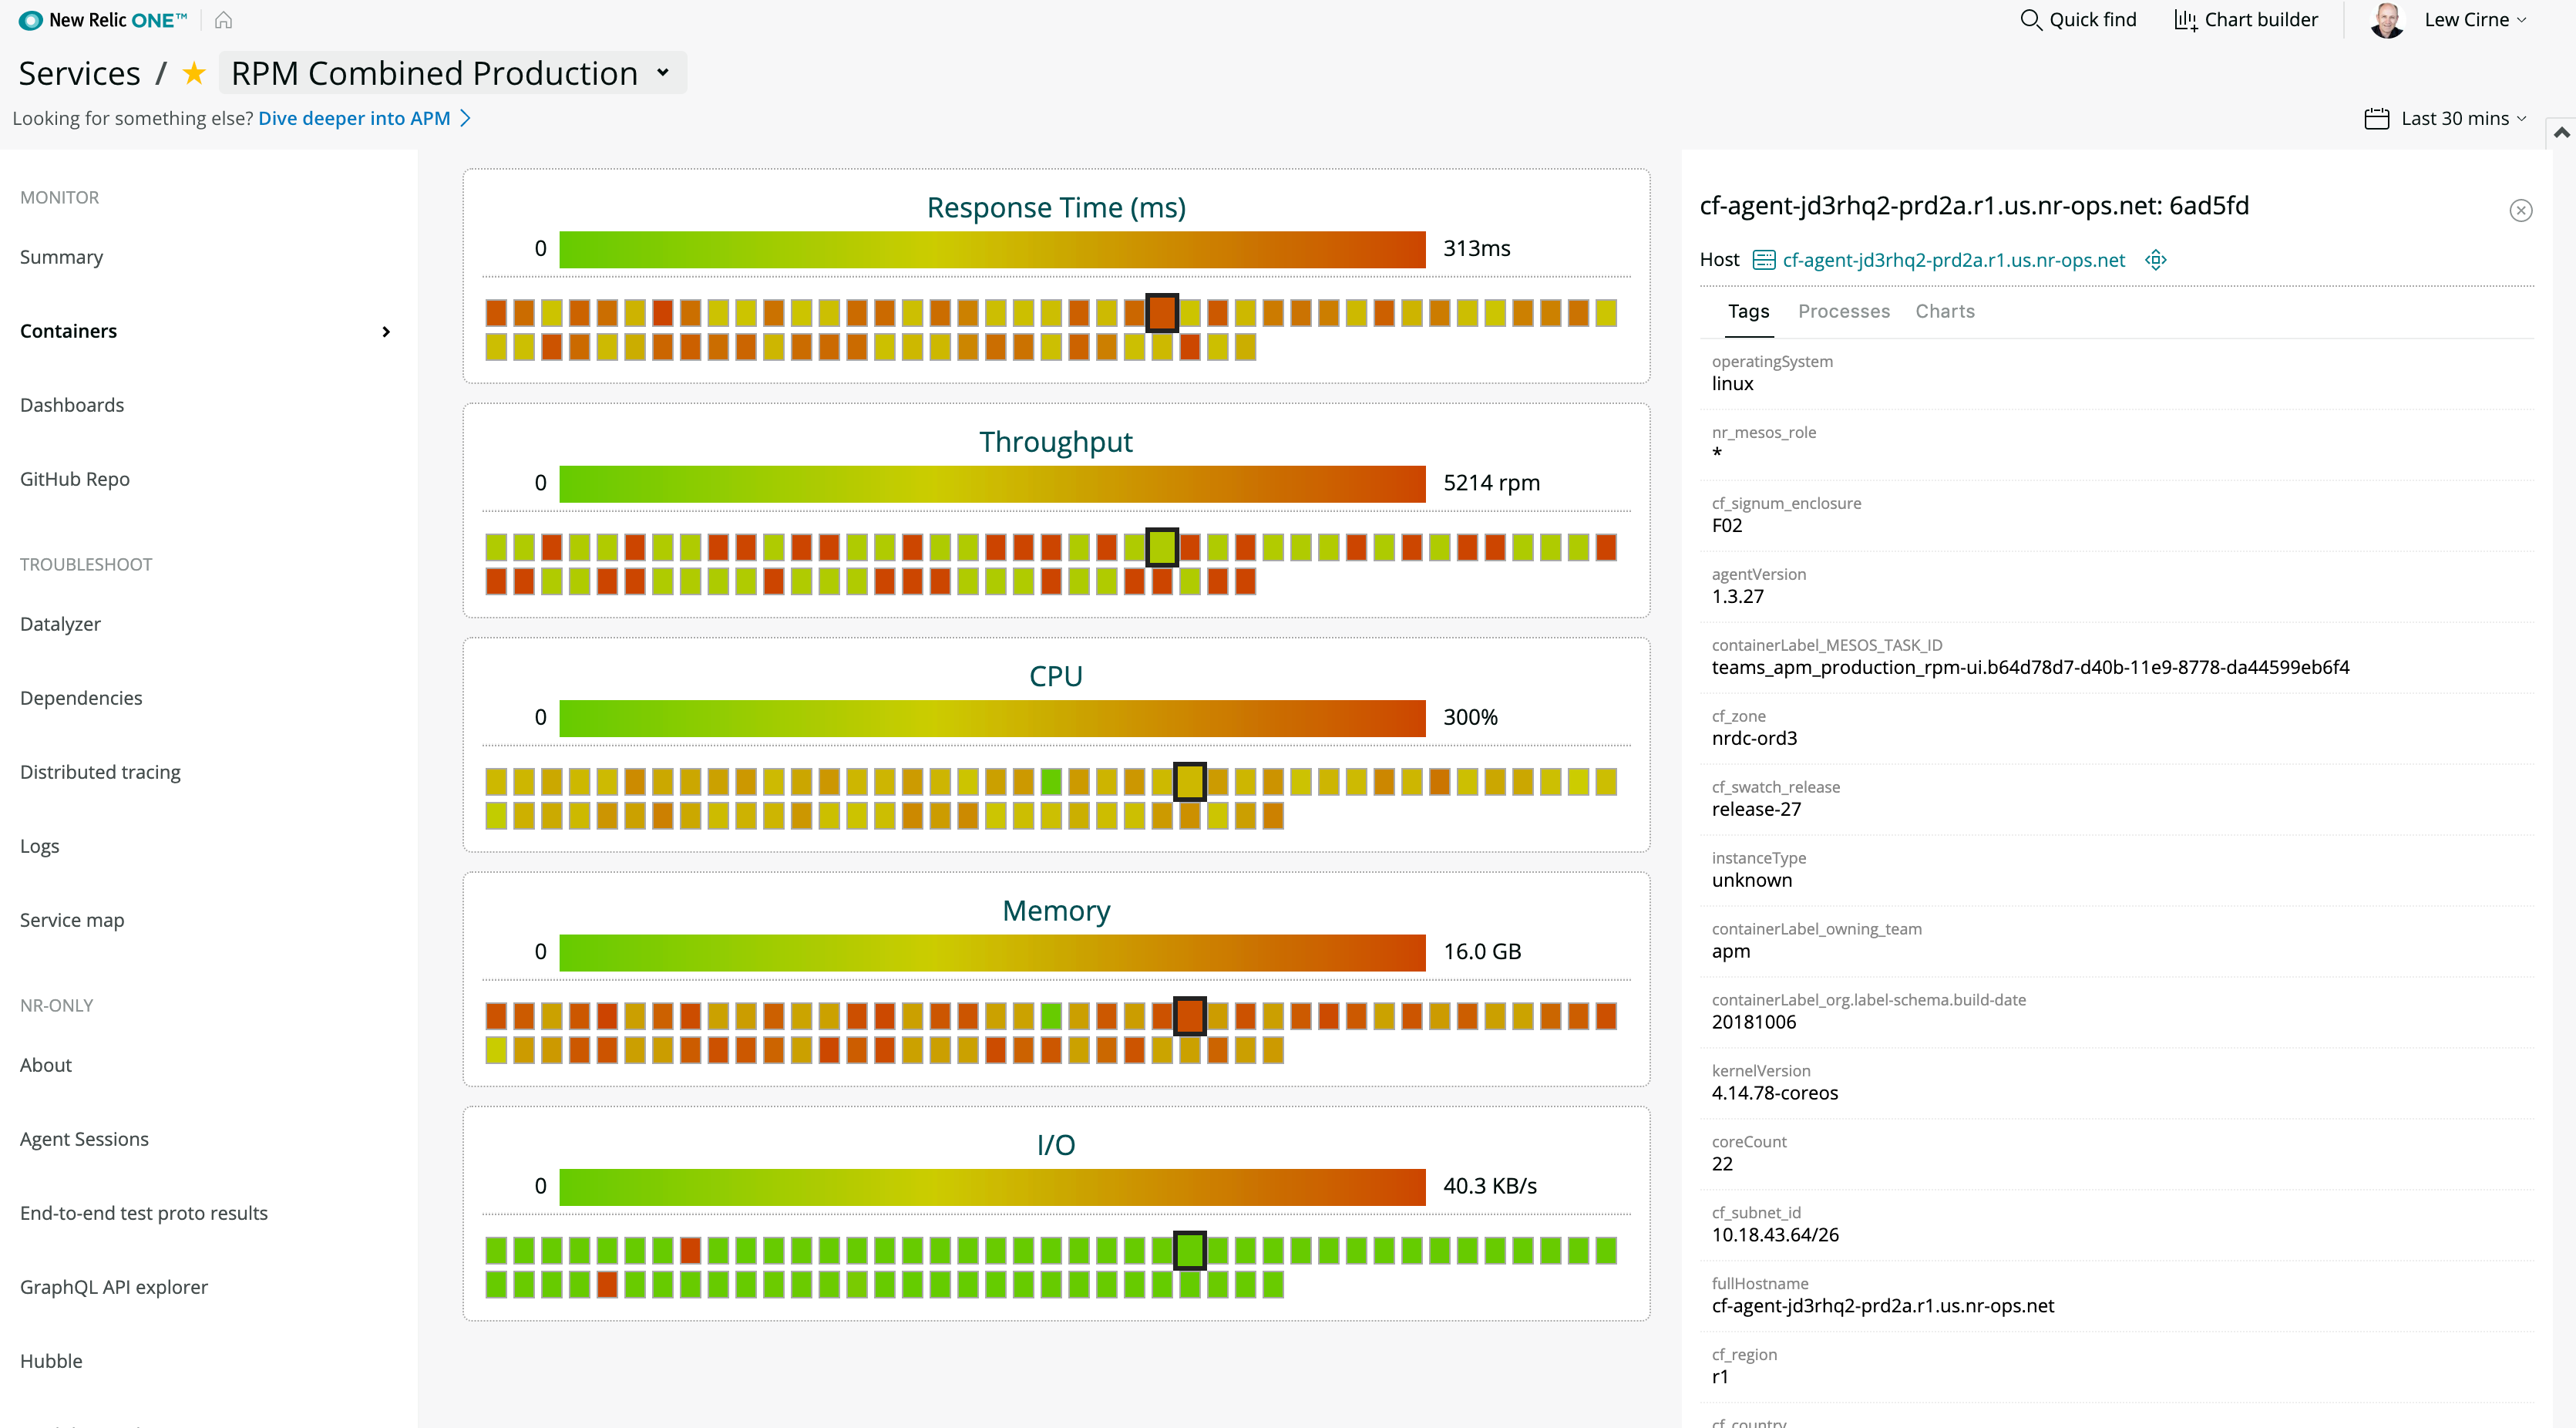 New Relic ONE™
Quick find
Chart builder
Lew Cirne
Services / RPM Combined Production
Looking for something else? Dive deeper into APM
Last 30 mins
MONITOR
Summary
Containers
Dashboards
GitHub Repo
TROUBLESHOOT
Datalyzer
Dependencies
Distributed tracing
Logs
Service map
NR-ONLY
About
Agent Sessions
End-to-end test proto results
GraphQL API explorer
Hubble
Response Time (ms)
0 313ms
Throughput
0 5214 rpm
CPU
0 300%
Memory
0 16.0 GB
I/O
0 40.3 KB/s
cf-agent-jd3rhq2-prd2a.r1.us.nr-ops.net: 6ad5fd
Host cf-agent-jd3rhq2-prd2a.r1.us.nr-ops.net
Tags Processes Charts
operatingSystem
linux
nr_mesos_role
*
cf_signum_enclosure
F02
agentVersion
1.3.27
containerLabel_MESOS_TASK_ID
teams_apm_production_rpm-ui.b64d78d7-d40b-11e9-8778-da44599eb6f4
cf_zone
nrdc-ord3
cf_swatch_release
release-27
instanceType
unknown
containerLabel_owning_team
apm
containerLabel_org.label-schema.build-date
20181006
kernelVersion
4.14.78-coreos
coreCount
22
cf_subnet_id
10.18.43.64/26
fullHostname
cf-agent-jd3rhq2-prd2a.r1.us.nr-ops.net
cf_region
r1
cf_country